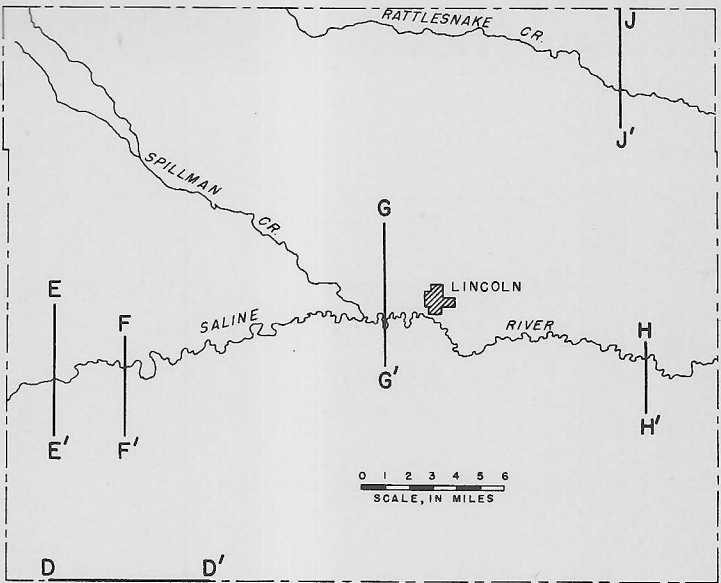 RATTLESNAKE CR.
J
J'
SPILLMAN CR.
G
E
LINCOLN
F
SALINE RIVER
H
G'
H'
E'
F'
0 1 2 3 4 5 6
SCALE, IN MILES
D
D'